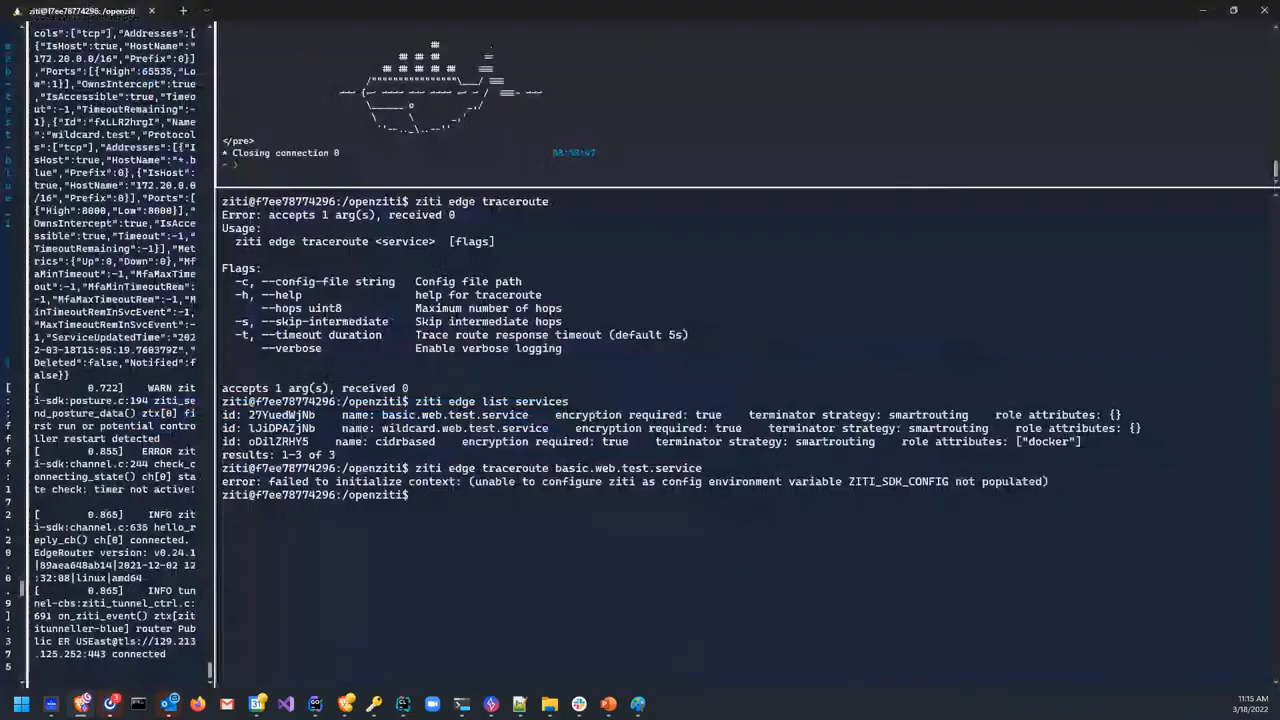 ziti@f7ee78774296: /openziti
cols":["tcp"],"Addresses":[
{"IsHost":true,"HostName":"
172.20.0.0/16","Prefix":0}]
,"Ports":[{"High":65535,"Lo
w":1}],"OwnsIntercept":true
,"IsAccessible":true,"Timeo
ut":-1,"TimeoutRemaining":-
1},{"Id":"fxLLR2hrgI","Name
":"wildcard.test","Protocol
s":["tcp"],"Addresses":[{"I
sHost":true,"HostName":"*.b
lue","Prefix":0},{"IsHost":
true,"HostName":"172.20.0.0
/16","Prefix":0}],"Ports":[
{"High":8000,"Low":8000}],"
OwnsIntercept":true,"IsAcce
ssible":true,"Timeout":-1,"
TimeoutRemaining":-1}],"Met
rics":{"Up":0,"Down":0},"Mf
aMinTimeout":-1,"MfaMaxTime
out":-1,"MfaMinTimeoutRem":
-1,"MfaMaxTimeoutRem":-1,"M
inTimeoutRemInSvcEvent":-1,
"MaxTimeoutRemInSvcEvent":-
1,"ServiceUpdatedTime":"202
2-03-18T15:05:19.760379Z","
Deleted":false,"Notified":f
alse}]
[ 0.722] WARN zit
i-sdk:posture.c:194 ziti_se
nd_posture_data() ztx[0] fi
rst run or potential contro
ller restart detected
[ 0.855] ERROR zit
i-sdk:channel.c:244 check_c
onnecting_state() ch[0] sta
te check: timer not active!
[ 0.865] INFO zit
i-sdk:channel.c:635 hello_r
eply_cb() ch[0] connected.
EdgeRouter version: v0.24.1
|89aea648ab14|2021-12-02 12
:32:08|linux|amd64
[ 0.865] INFO tun
nel-cbs:ziti_tunnel_ctrl.c:
691 on_ziti_event() ztx[zit
itunneller-blue] router Pub
lic ER USEast@tls://129.213
.125.252:443 connected
</pre>
* Closing connection 0
ziti@f7ee78774296:/openziti$ ziti edge traceroute
Error: accepts 1 arg(s), received 0
Usage:
ziti edge traceroute <service> [flags]
Flags:
-c, --config-file string Config file path
-h, --help help for traceroute
--hops uint8 Maximum number of hops
-s, --skip-intermediate Skip intermediate hops
-t, --timeout duration Trace route response timeout (default 5s)
--verbose Enable verbose logging
accepts 1 arg(s), received 0
ziti@f7ee78774296:/openziti$ ziti edge list services
id: 27YuedWjNb name: basic.web.test.service encryption required: true terminator strategy: smartrouting role attributes: {}
id: lJiDPAZjNb name: wildcard.web.test.service encryption required: true terminator strategy: smartrouting role attributes: {}
id: oDilZRHY5 name: cidrbased encryption required: true terminator strategy: smartrouting role attributes: ["docker"]
results: 1-3 of 3
ziti@f7ee78774296:/openziti$ ziti edge traceroute basic.web.test.service
error: failed to initialize context: (unable to configure ziti as config environment variable ZITI_SDK_CONFIG not populated)
ziti@f7ee78774296:/openziti$
11:15 AM
3/18/2022